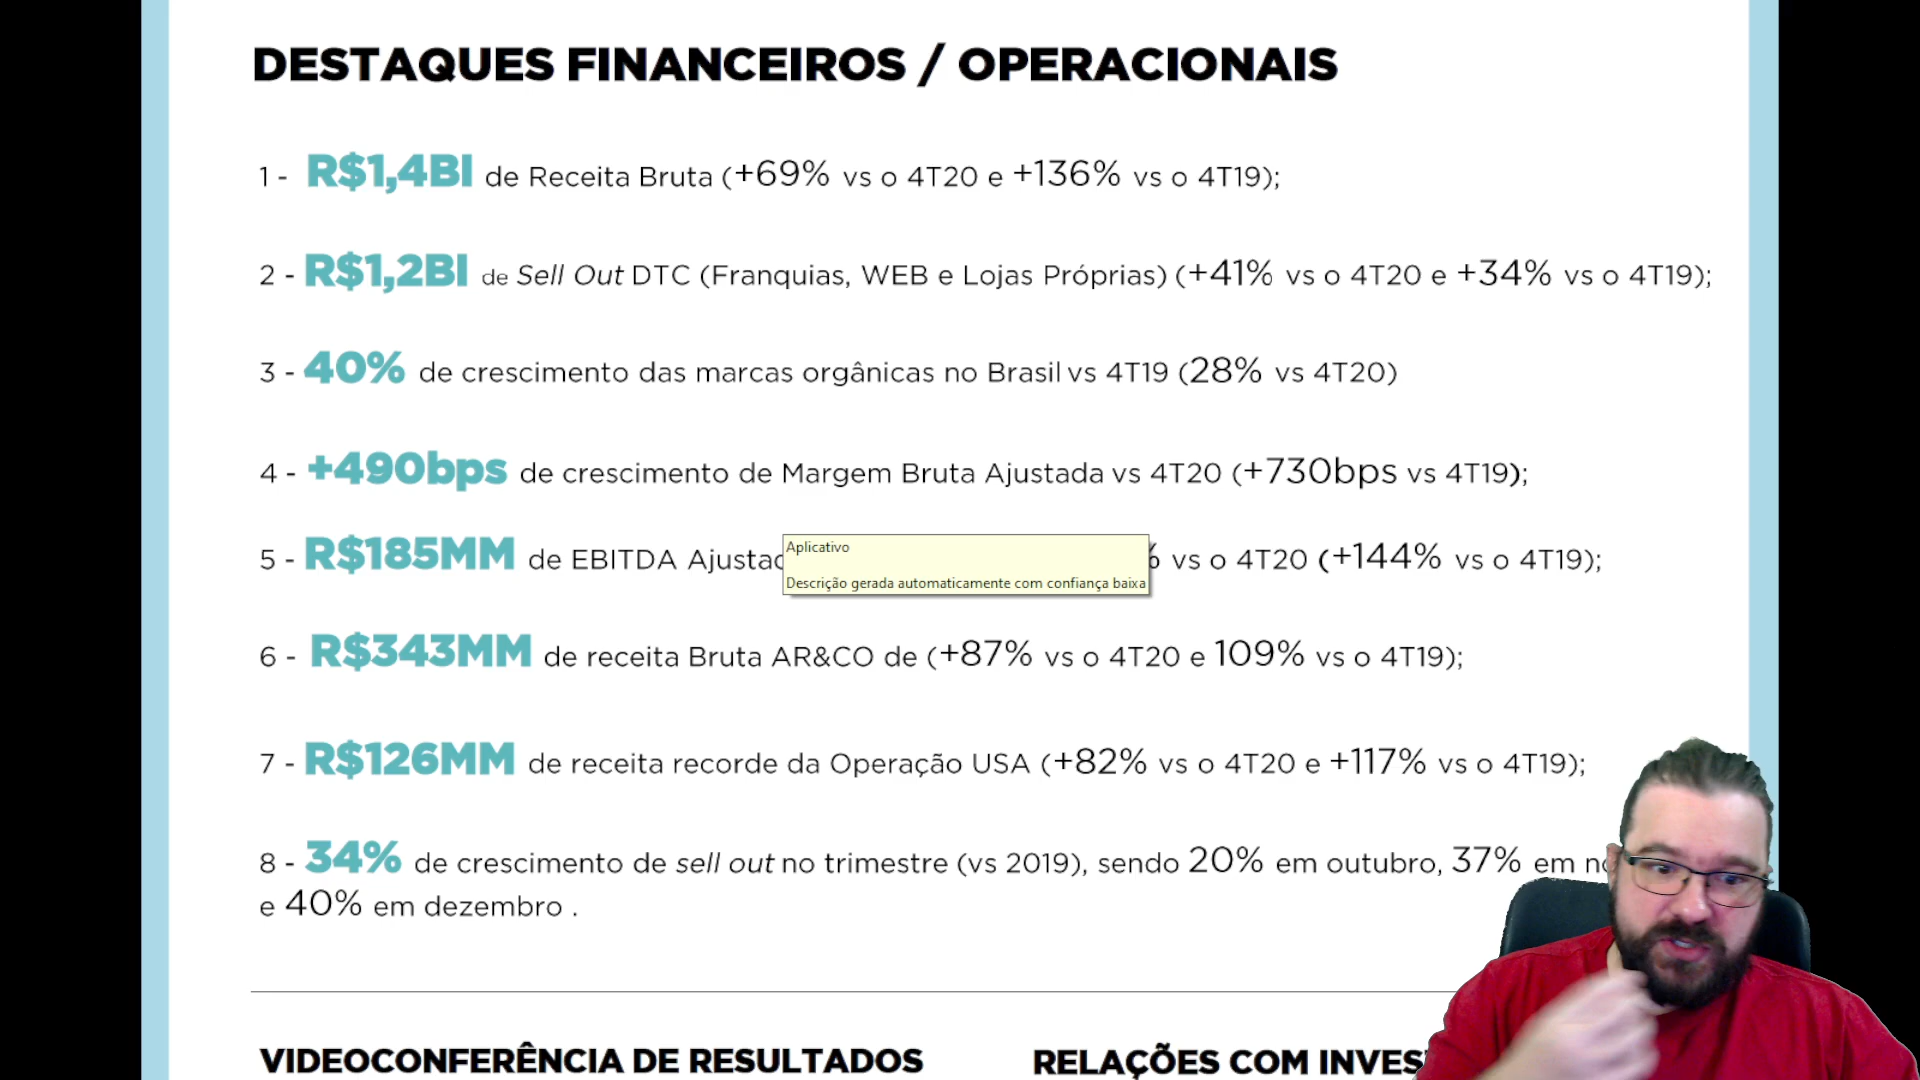 DESTAQUES FINANCEIROS / OPERACIONAIS
1 - R$1,4BI de Receita Bruta (+69% vs o 4T20 e +136% vs o 4T19);
2 - R$1,2BI de Sell Out DTC (Franquias, WEB e Lojas Próprias) (+41% vs o 4T20 e +34% vs o 4T19);
3 - 40% de crescimento das marcas orgânicas no Brasil vs 4T19 (28% vs 4T20)
4 - +490bps de crescimento de Margem Bruta Ajustada vs 4T20 (+730bps vs 4T19);
5 - R$185MM de EBITDA vs o 4T20 (+144% vs o 4T19);
Aplicativo
Descrição gerada automaticamente com confiança baixa
6 - R$343MM de receita Bruta AR&CO de (+87% vs o 4T20 e 109% vs o 4T19);
7 - R$126MM de receita recorde da Operação USA (+82% vs o 4T20 e +117% vs o 4T19);
8 - 34% de crescimento de sell out no trimestre (vs 2019), sendo 20% em outubro, 37% em
e 40% em dezembro .
VIDEOCONFERÊNCIA DE RESULTADOS
RELAÇÕES COM